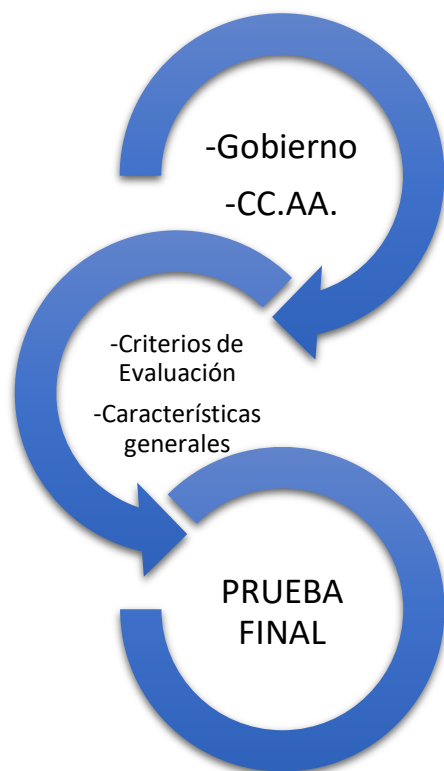 -Gobierno
-CC.AA.
-Criterios de
Evaluación
-Características
generales
PRUEBA
FINAL